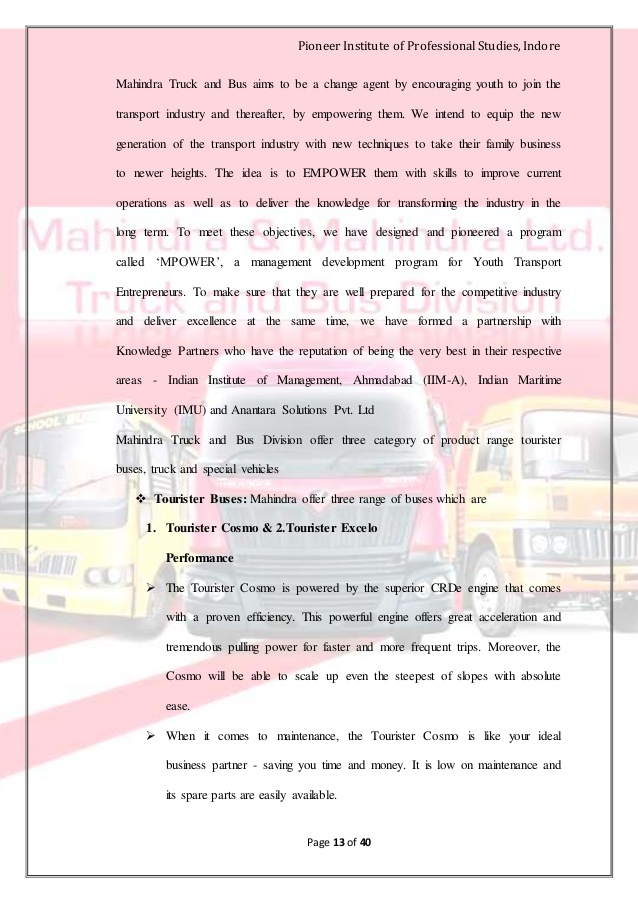 Pioneer Institute of Professional Studies, Indore
Mahindra Truck and Bus aims to be a change agent by encouraging youth to join the
transport industry and thereafter, by empowering them. We intend to equip the new
generation of the transport industry with new techniques to take their family business
to newer heights. The idea is to EMPOWER them with skills to improve current
operations as well as to deliver the knowledge for transforming the industry in the
Mahindra & Mahindra Ltd.
long term. To meet these objectives, we have designed and pioneered a program
called ‘MPOWER’, a management development program for Youth Transport
Truck and Bus Division
Entrepreneurs. To make sure that they are well prepared for the competitive industry
and deliver excellence at the same time, we have formed a partnership with
Knowledge Partners who have the reputation of being the very best in their respective
areas - Indian Institute of Management, Ahmadabad (IIM-A), Indian Maritime
University (IMU) and Anantara Solutions Pvt. Ltd
SCHOOL BUS
Mahindra Truck and Bus Division offer three category of product range tourister
buses, truck and special vehicles
❖ Tourister Buses: Mahindra offer three range of buses which are
1. Tourister Cosmo & 2.Tourister Excelo
Performance
➢ The Tourister Cosmo is powered by the superior CRDe engine that comes
with a proven efficiency. This powerful engine offers great acceleration and
tremendous pulling power for faster and more frequent trips. Moreover, the
Cosmo will be able to scale up even the steepest of slopes with absolute
ease.
➢ When it comes to maintenance, the Tourister Cosmo is like your ideal
business partner - saving you time and money. It is low on maintenance and
its spare parts are easily available.
Page 13 of 40